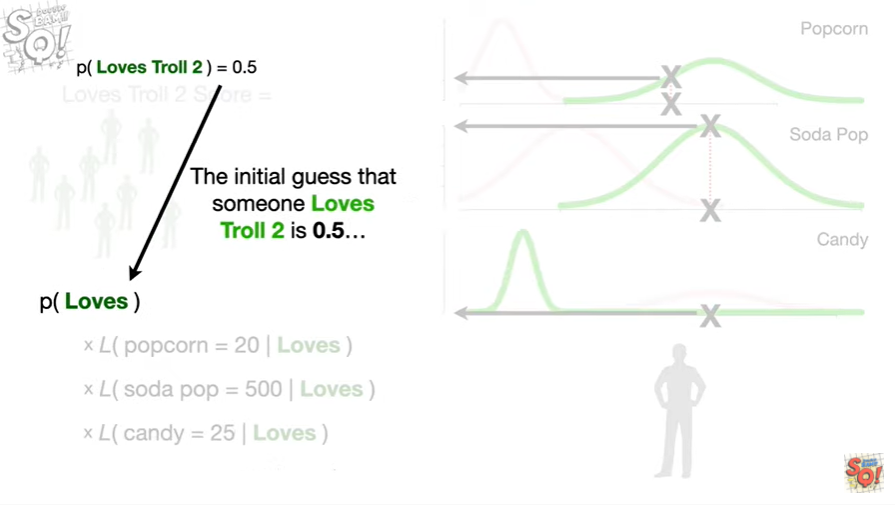 p( Loves Troll 2 ) = 0.5
Loves Troll 2 Score =
The initial guess that
someone Loves
Troll 2 is 0.5...
p( Loves )
× L( popcorn = 20 | Loves )
× L( soda pop = 500 | Loves )
× L( candy = 25 | Loves )
Popcorn
X
X
Soda Pop
X
X
Candy
X
SQ!